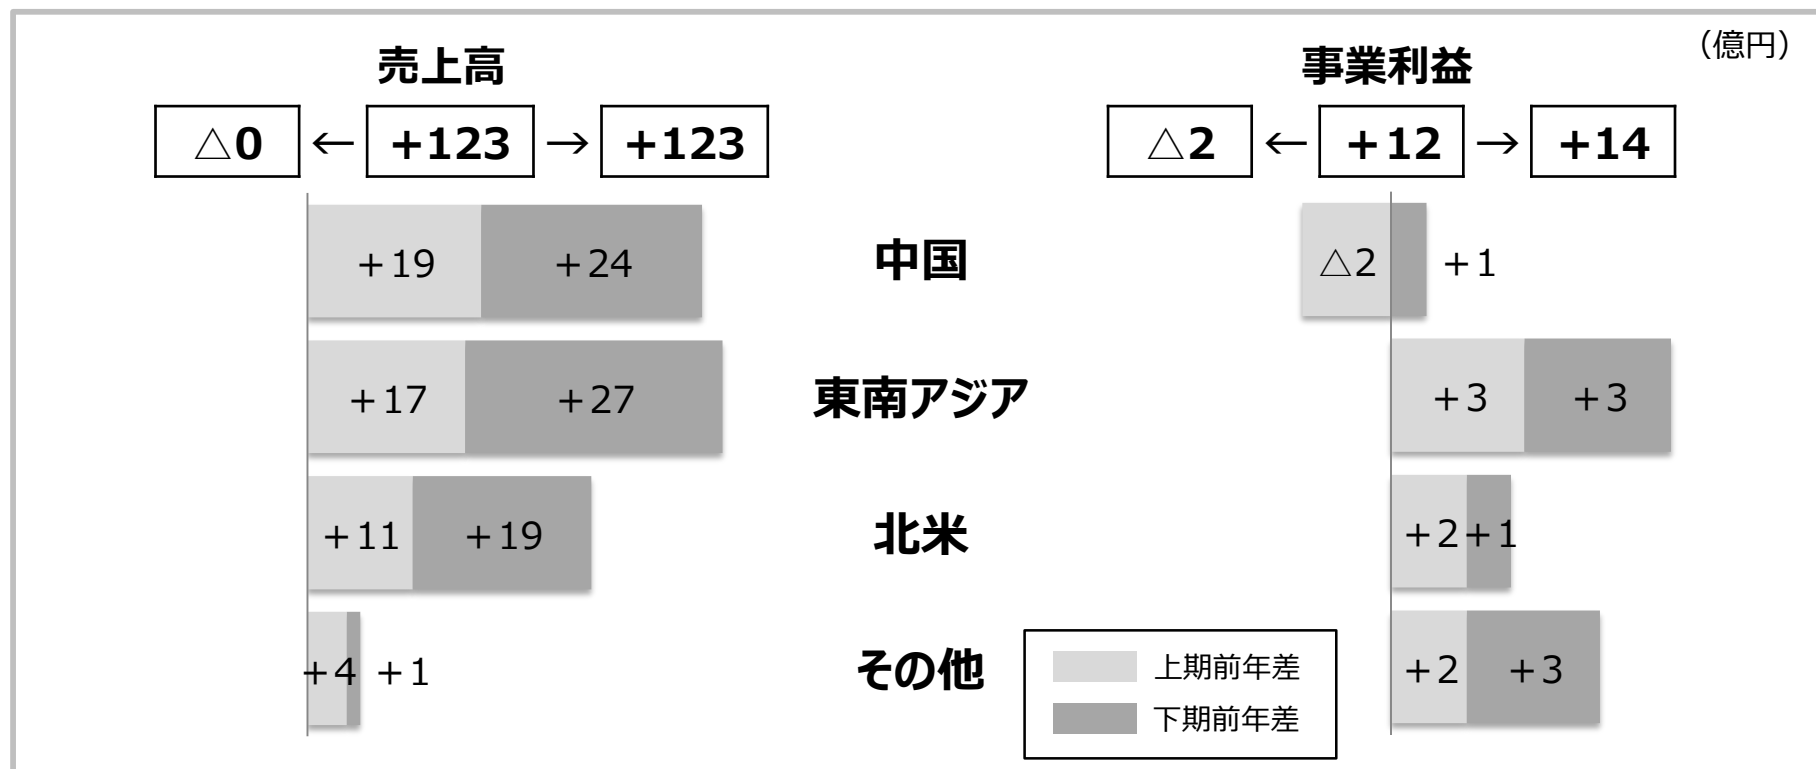 （億円）
売上高 事業利益
△0 ← +123 → +123 △2 ← +12 → +14
+19 +24 中国 △2 +1
+17 +27 東南アジア +3 +3
+11 +19 北米 +2 +1
+4 +1 その他 +2 +3
上期前年差
下期前年差